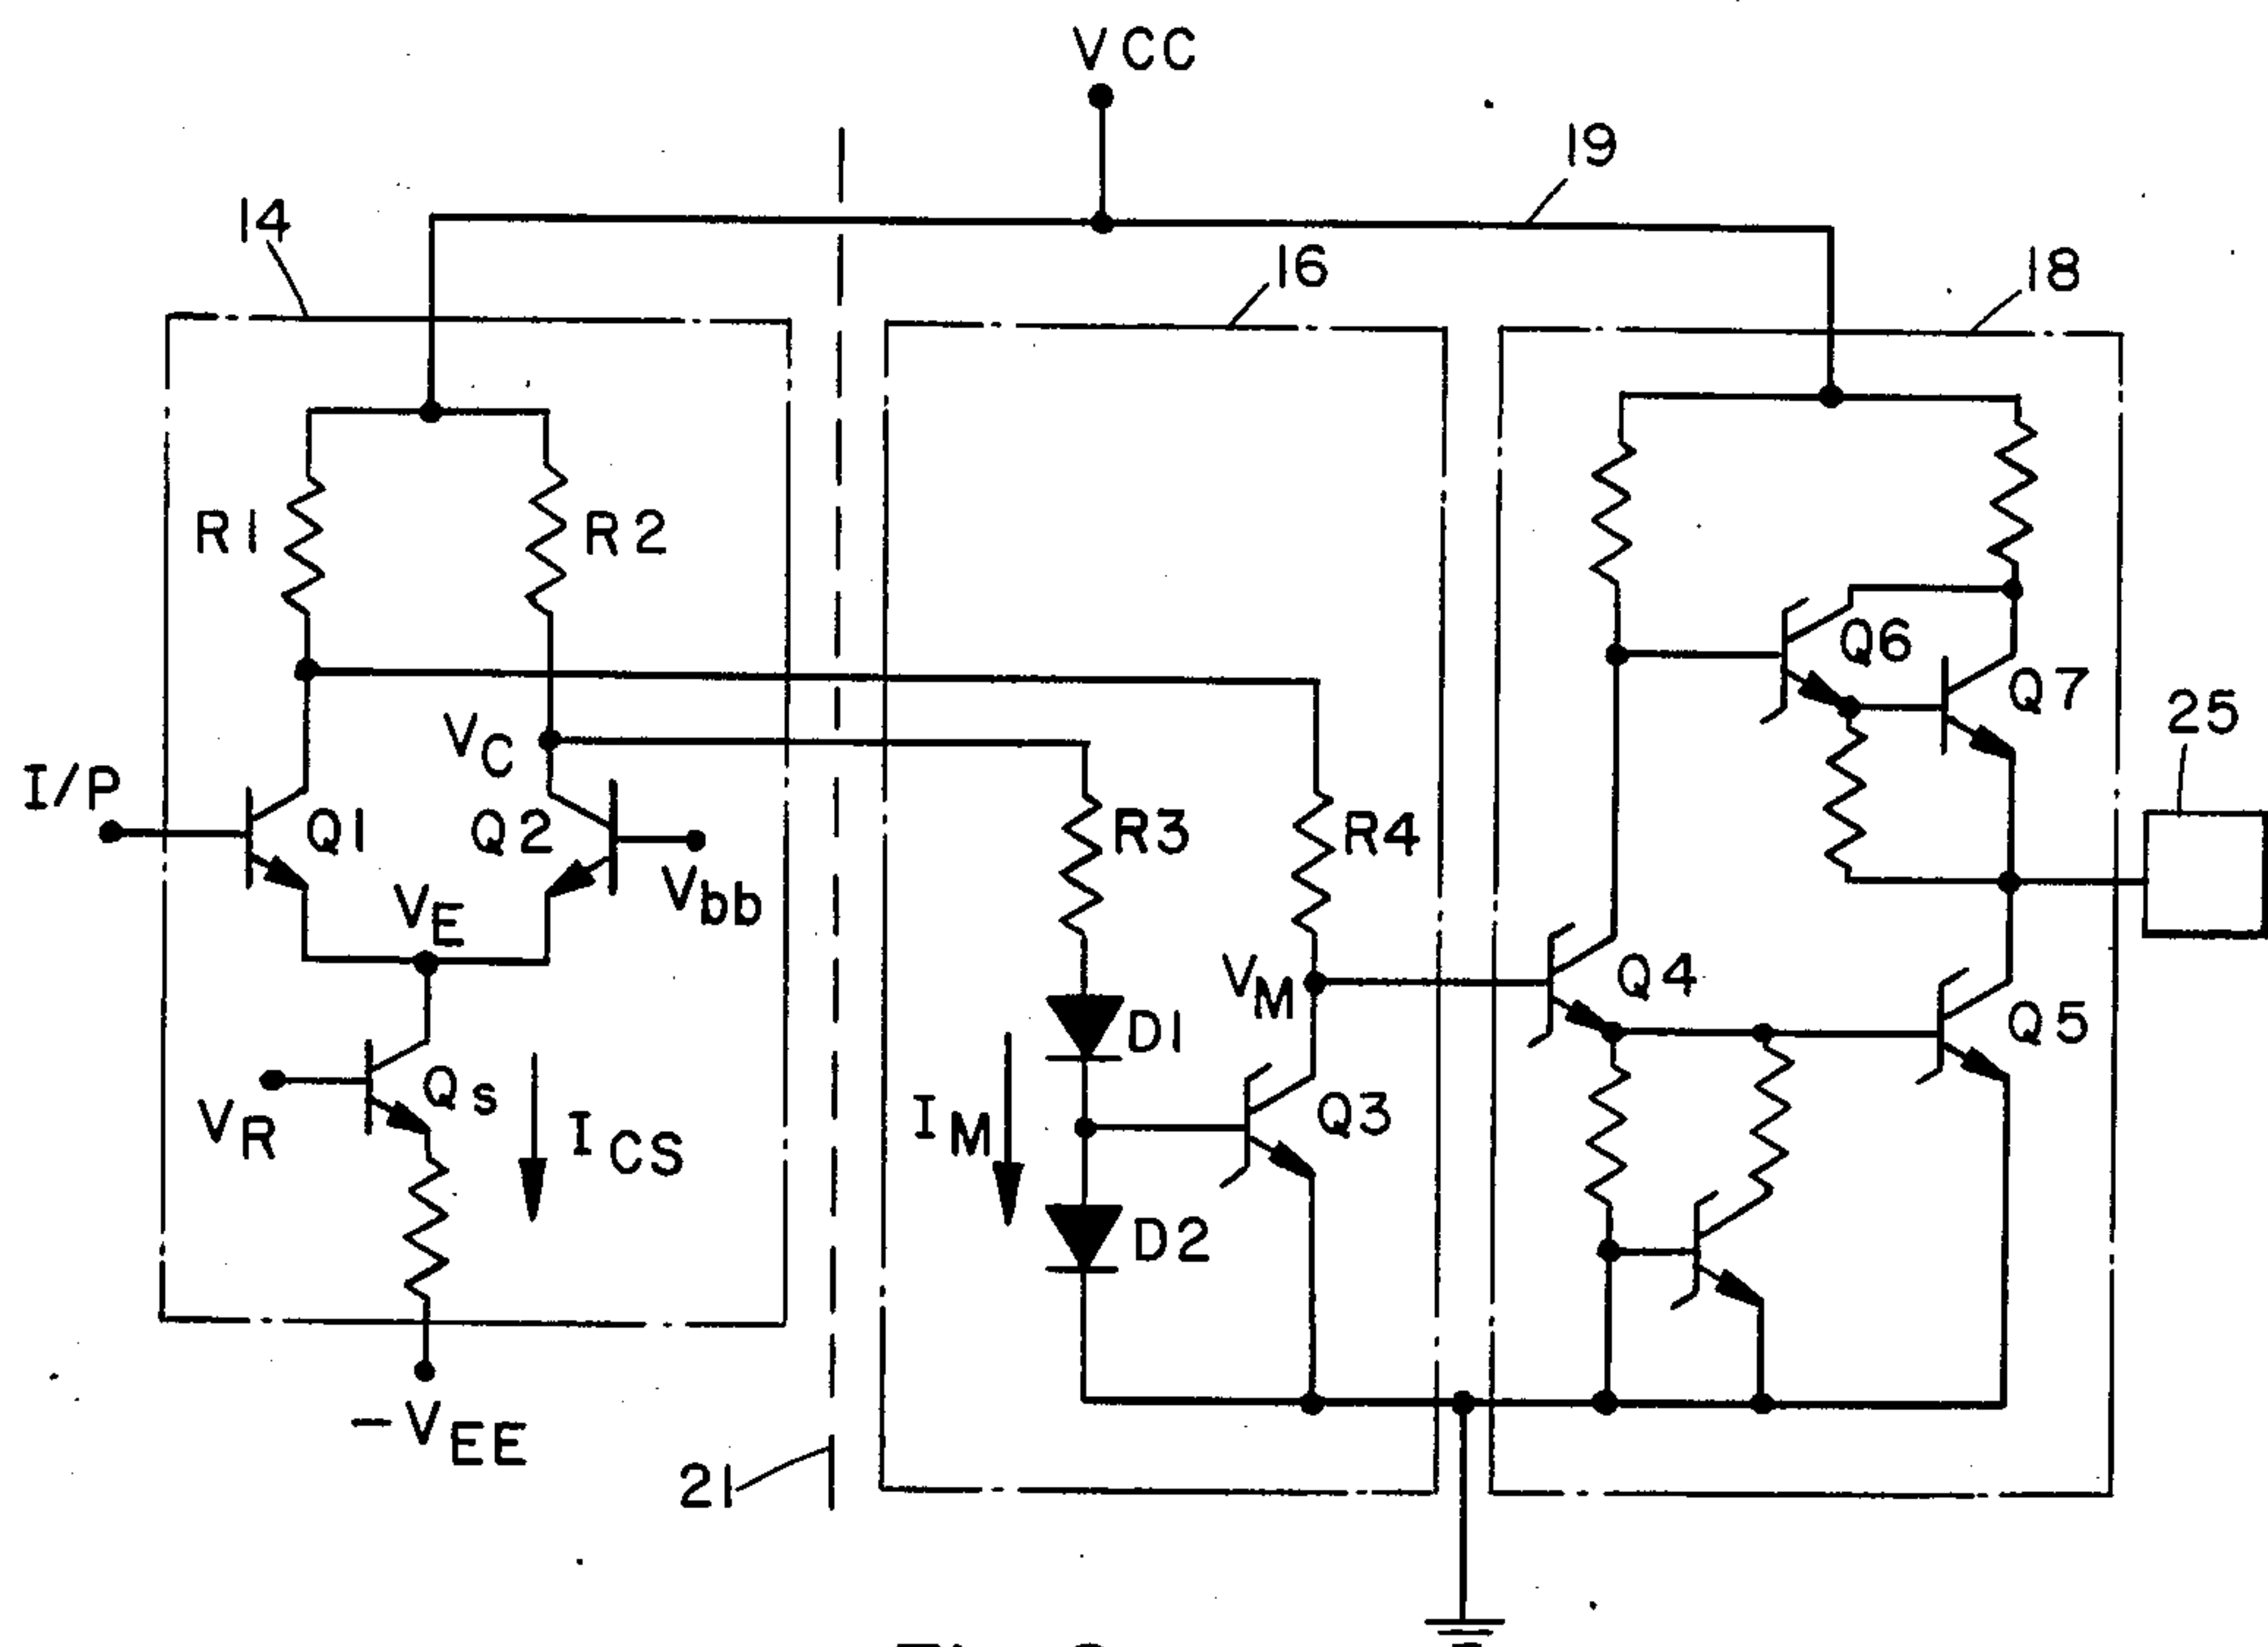 VCC
19
14
16
18
R1
R2
Q6
Q7
25
VC
I/P
Q1
Q2
R3
R4
Vbb
VE
VM
Q4
Q5
D1
VR
Qs
ICS
IM
Q3
D2
-VEE
21